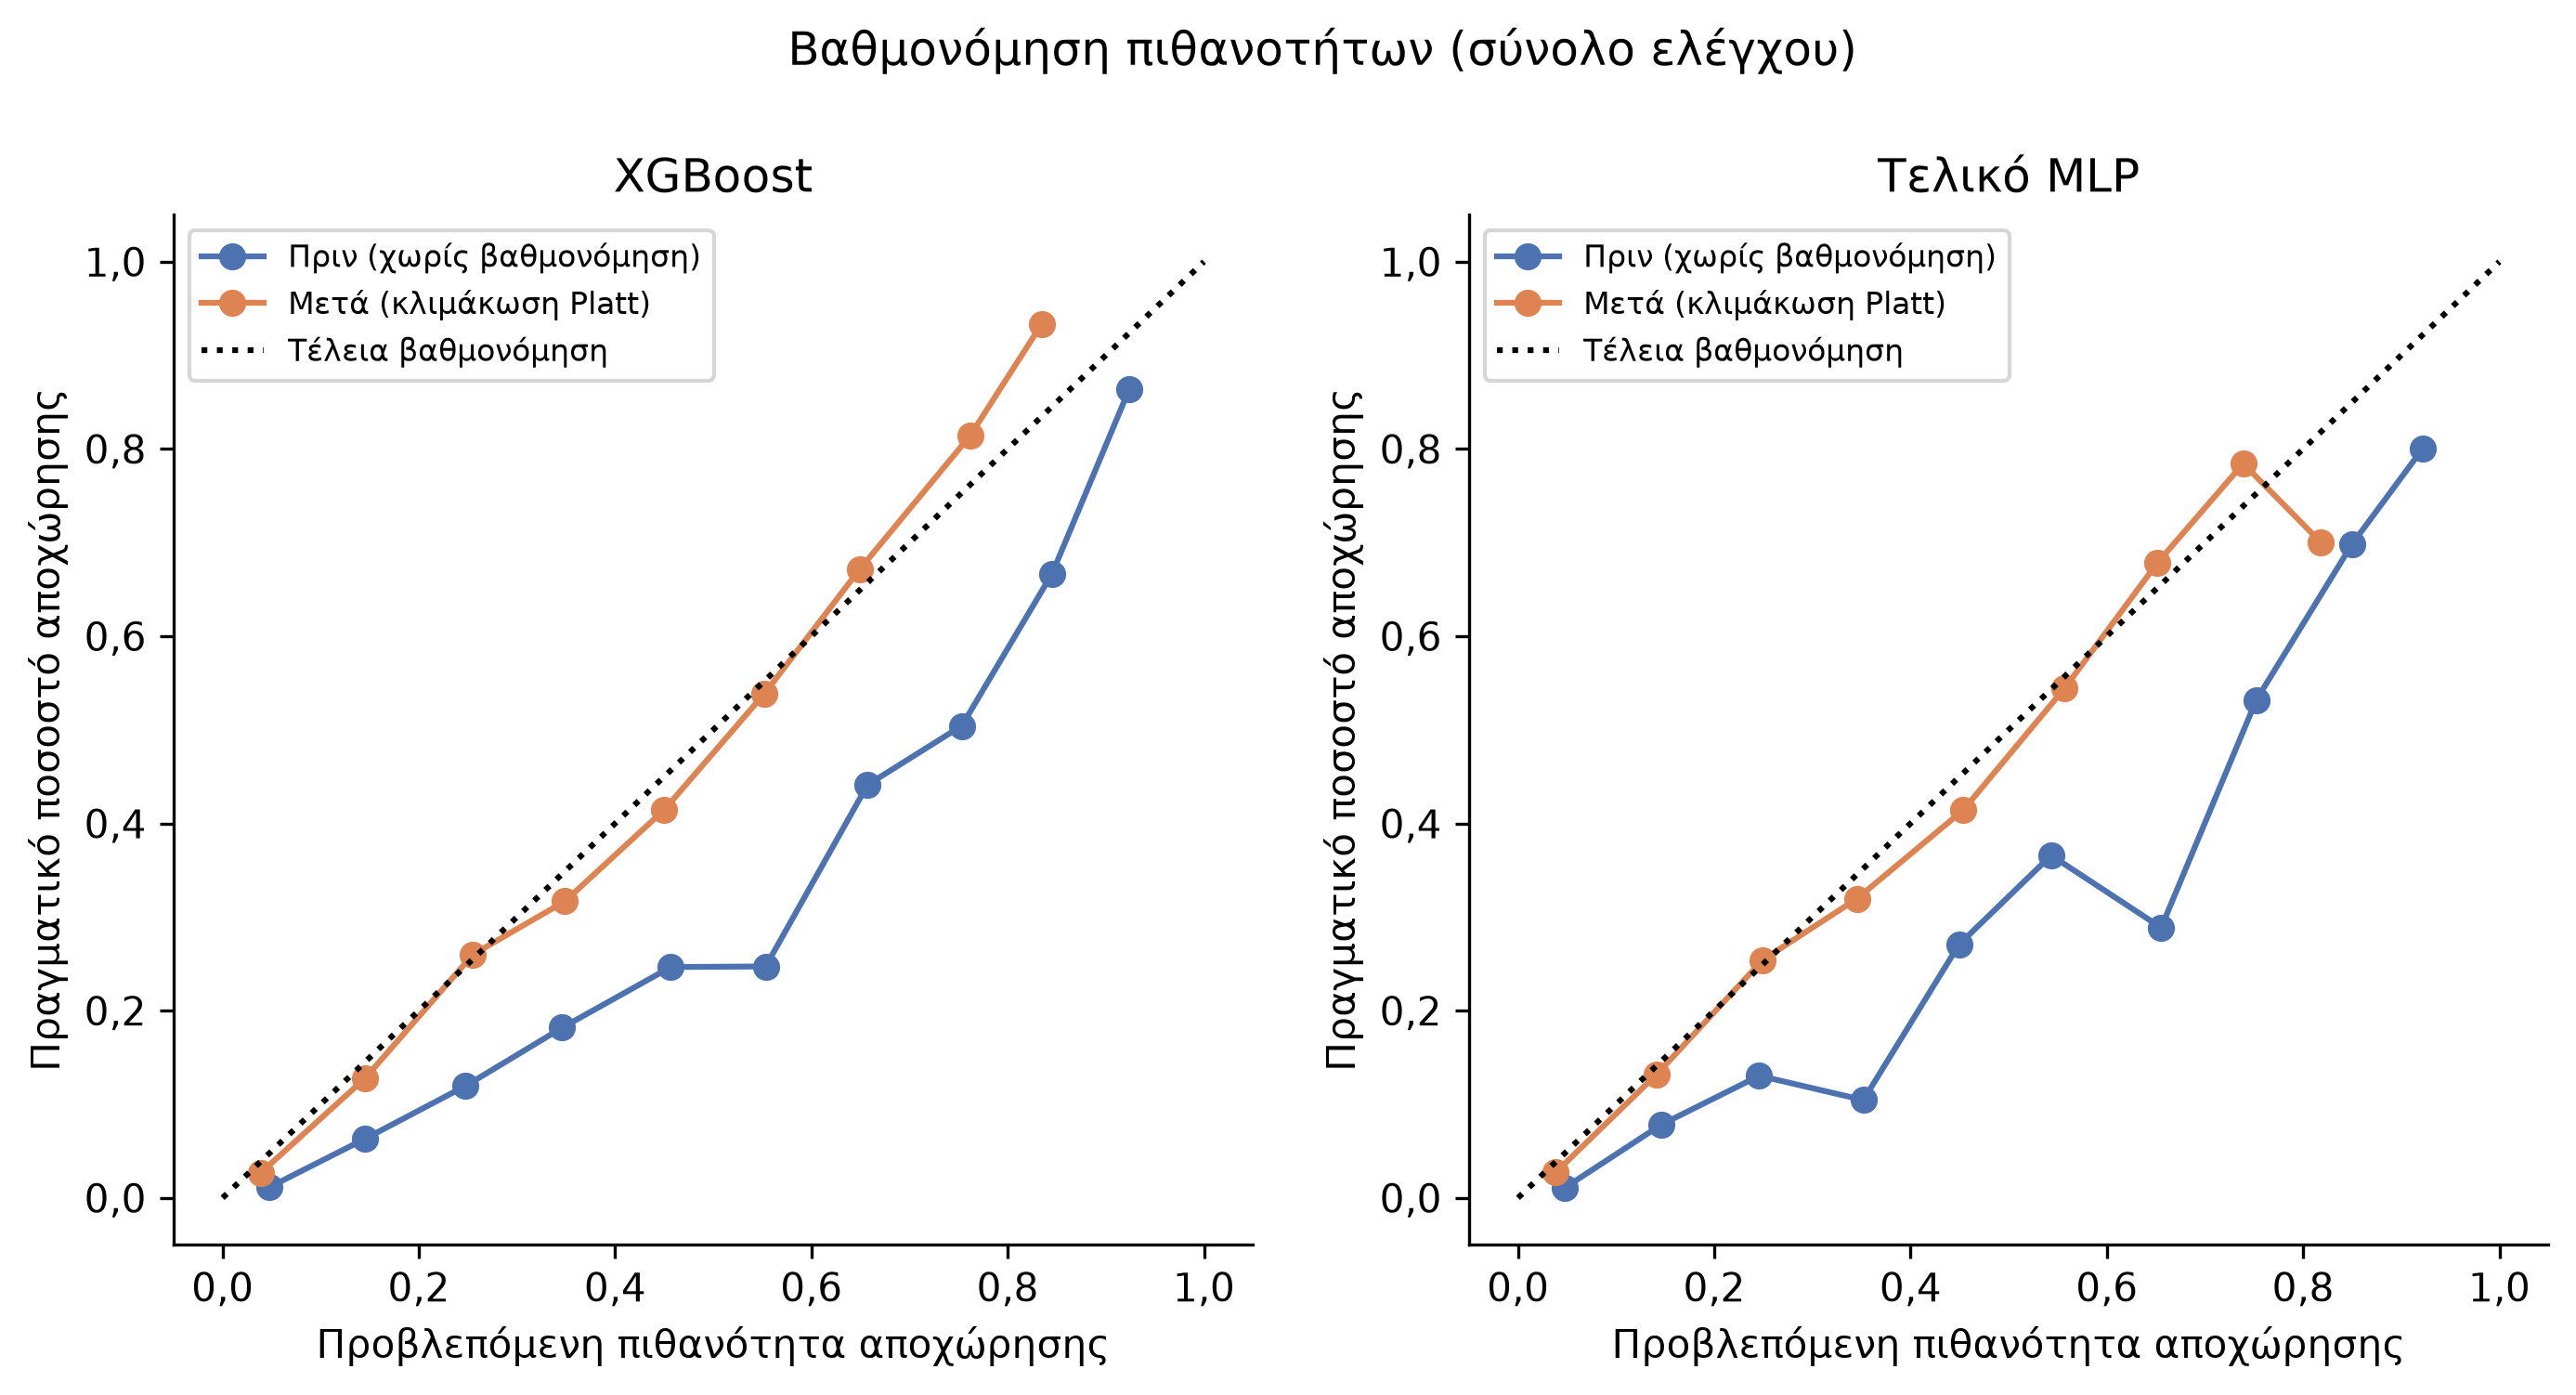 Βαθμονόμηση πιθανοτήτων (σύνολο ελέγχου)
XGBoost
Πριν (χωρίς βαθμονόμηση)
Μετά (κλιμάκωση Platt)
Τέλεια βαθμονόμηση
Πραγματικό ποσοστό αποχώρησης
1,0
0,8
0,6
0,4
0,2
0,0
0,0 0,2 0,4 0,6 0,8 1,0
Προβλεπόμενη πιθανότητα αποχώρησης
Τελικό MLP
Πριν (χωρίς βαθμονόμηση)
Μετά (κλιμάκωση Platt)
Τέλεια βαθμονόμηση
Πραγματικό ποσοστό αποχώρησης
1,0
0,8
0,6
0,4
0,2
0,0
0,0 0,2 0,4 0,6 0,8 1,0
Προβλεπόμενη πιθανότητα αποχώρησης